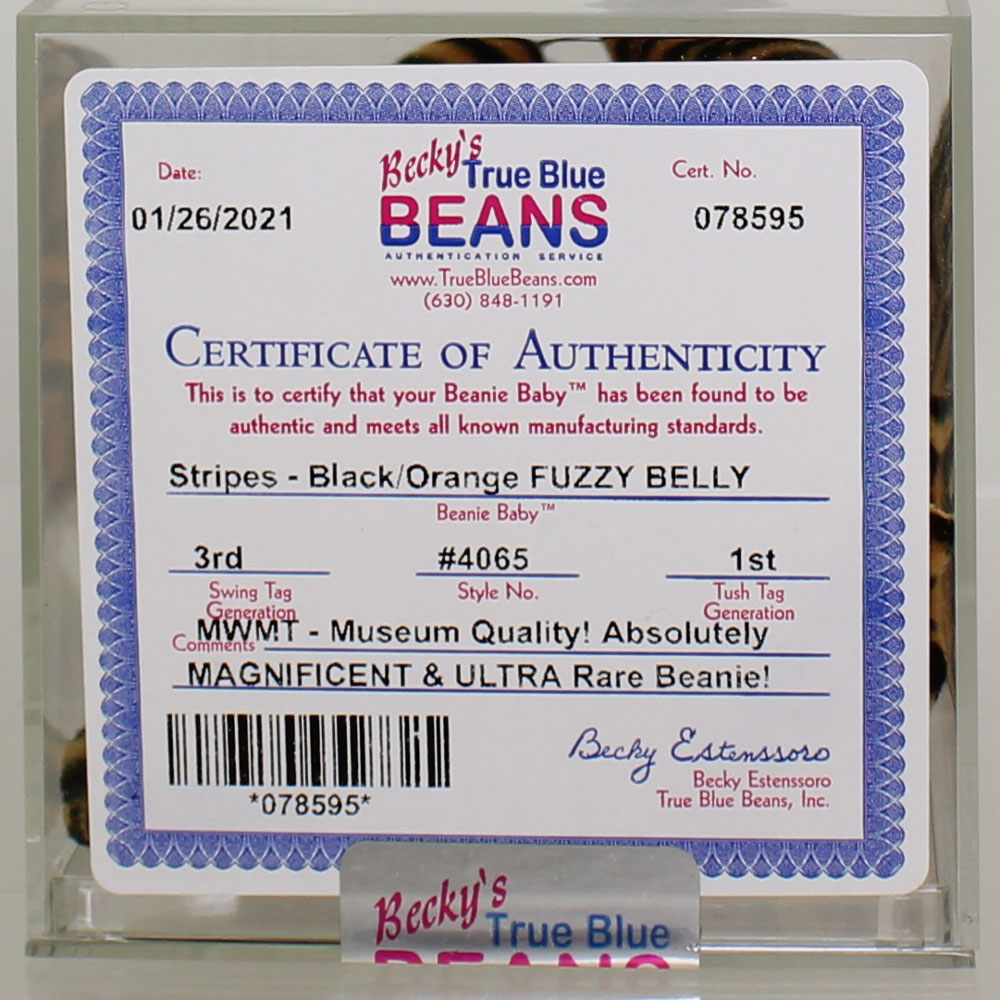 Becky's
True Blue
BEANS
AUTHENTICATION SERVICE
www.TrueBlueBeans.com
(630) 848-1191
Date:
01/26/2021
Cert. No.
078595
CERTIFICATE OF AUTHENTICITY
This is to certify that your Beanie Baby™ has been found to be
authentic and meets all known manufacturing standards.
Stripes - Black/Orange FUZZY BELLY
Beanie Baby™
3rd #4065 1st
Swing Tag Generation
Style No.
Tush Tag Generation
Comments MWMT - Museum Quality! Absolutely
MAGNIFICENT & ULTRA Rare Beanie!
*078595*
Becky Estenssoro
Becky Estenssoro
True Blue Beans, Inc.
Becky's
True Blue
BEANS